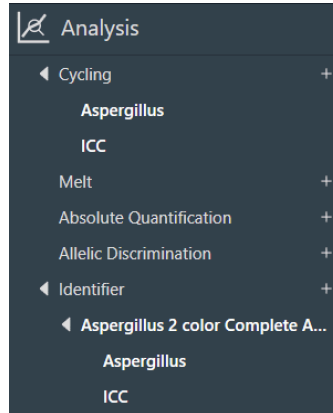 Analysis
Cycling +
Aspergillus
ICC
Melt +
Absolute Quantification +
Allelic Discrimination +
Identifier +
Aspergillus 2 color Complete A...
Aspergillus
ICC